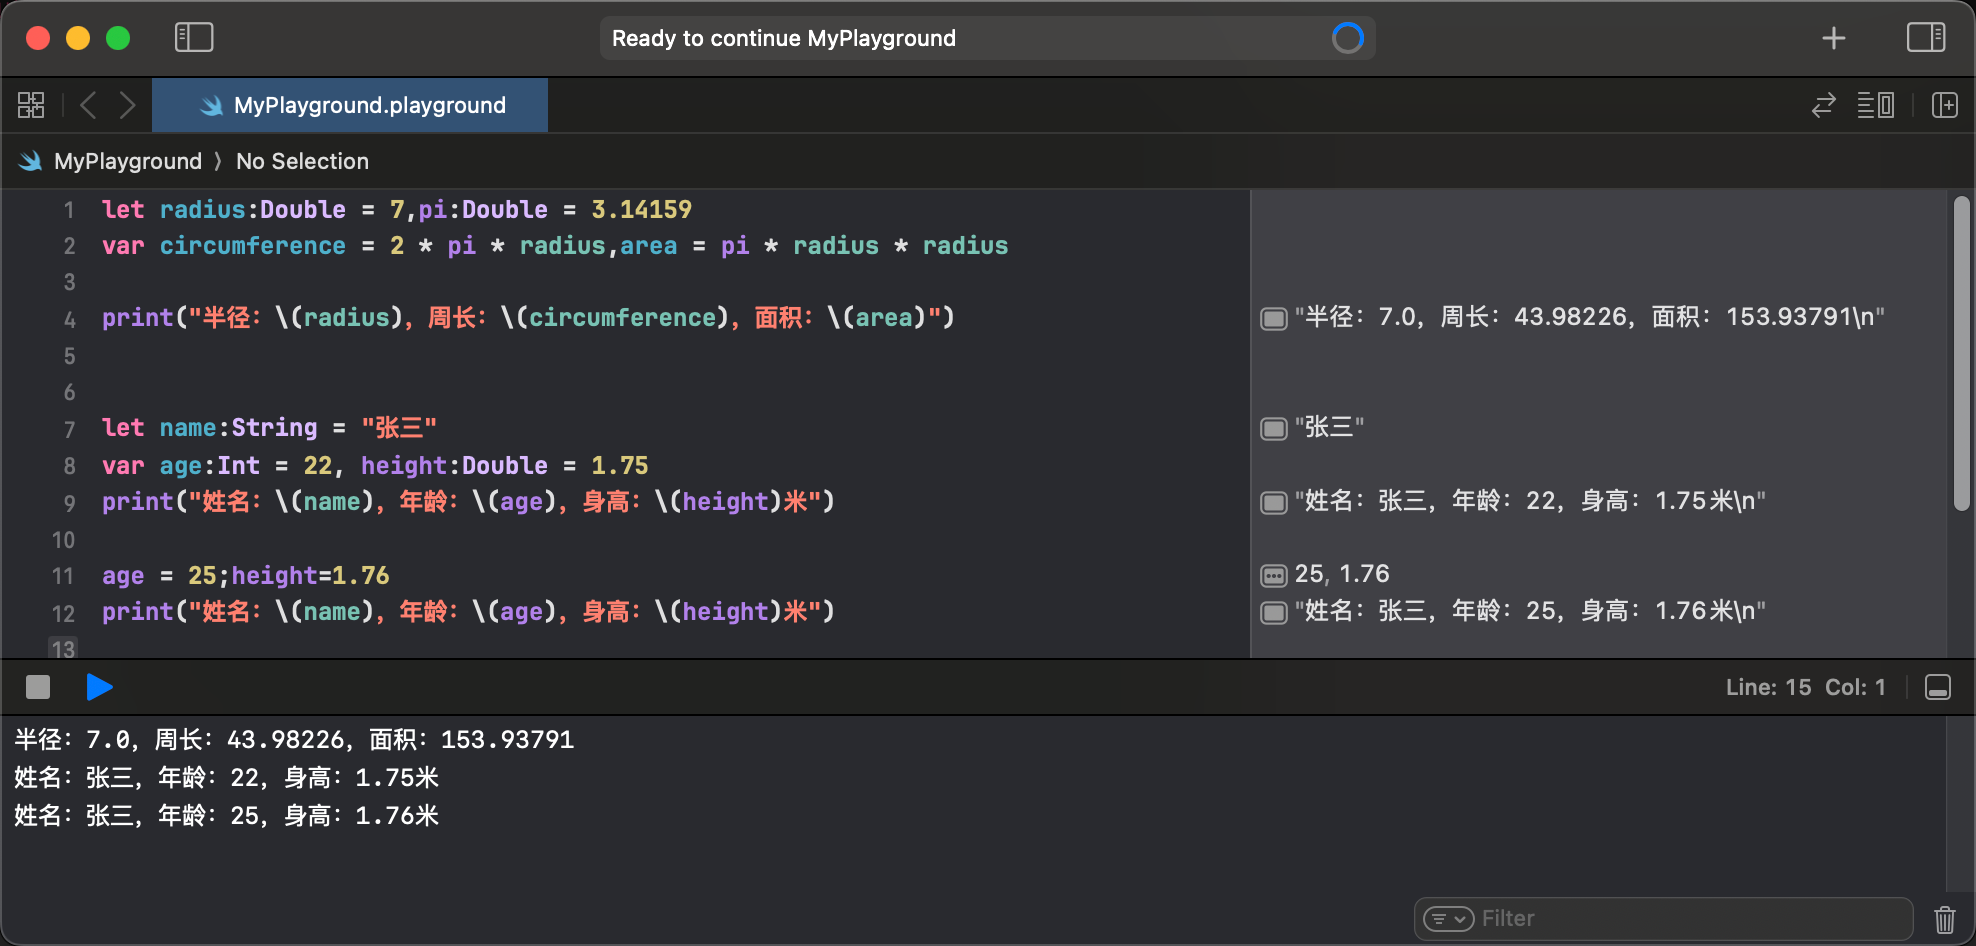 Ready to continue MyPlayground
MyPlayground.playground
MyPlayground 〉 No Selection
1 let radius:Double = 7,pi:Double = 3.14159
2 var circumference = 2 * pi * radius,area = pi * radius * radius
3
4 print("半径：\(radius)，周长：\(circumference)，面积：\(area)") "半径：7.0，周长：43.98226，面积：153.93791\n"
5
6
7 let name:String = "张三" "张三"
8 var age:Int = 22, height:Double = 1.75
9 print("姓名：\(name)，年龄：\(age)，身高：\(height)米") "姓名：张三，年龄：22，身高：1.75米\n"
10
11 age = 25;height=1.76 25, 1.76
12 print("姓名：\(name)，年龄：\(age)，身高：\(height)米") "姓名：张三，年龄：25，身高：1.76米\n"
13
Line: 15 Col: 1
半径：7.0，周长：43.98226，面积：153.93791
姓名：张三，年龄：22，身高：1.75米
姓名：张三，年龄：25，身高：1.76米
Filter